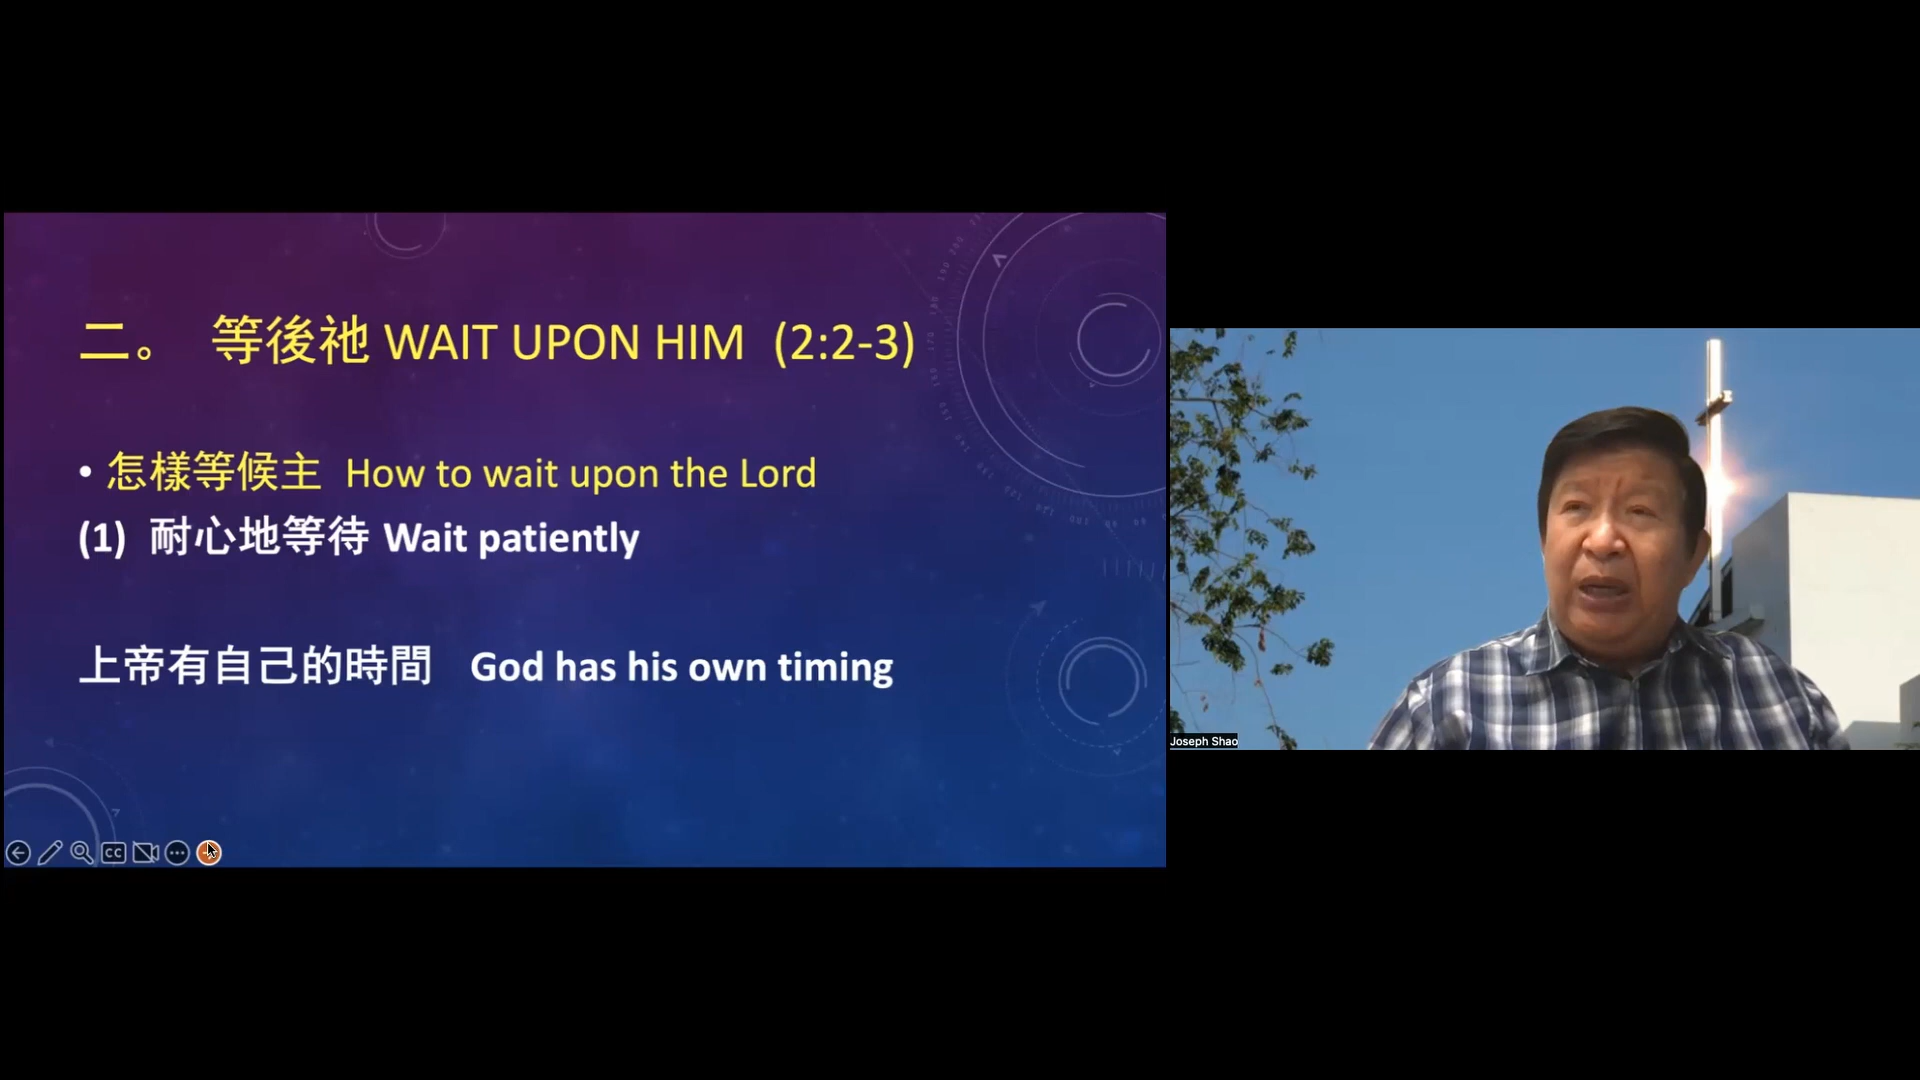 二。 等後祂 WAIT UPON HIM (2:2-3)
• 怎樣等候主 How to wait upon the Lord
(1) 耐心地等待 Wait patiently
上帝有自己的時間 God has his own timing
CC
Joseph Shao